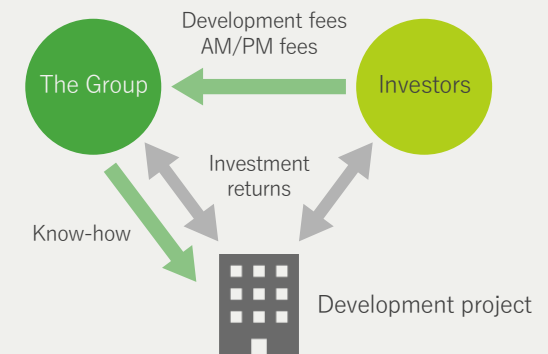 Development fees
AM/PM fees
The Group
Investors
Investment
returns
Know-how
Development project